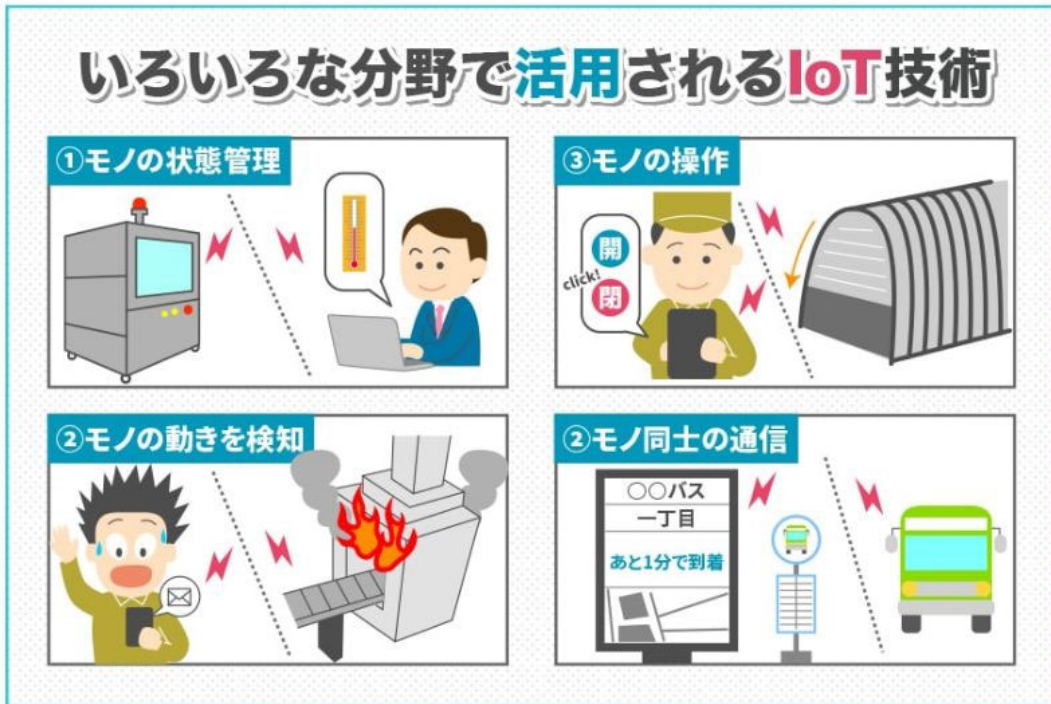 いろいろな分野で活用されるIoT技術
①モノの状態管理
②モノの動きを検知
③モノの操作
開
click!
閉
②モノ同士の通信
○○バス
一丁目
あと1分で到着